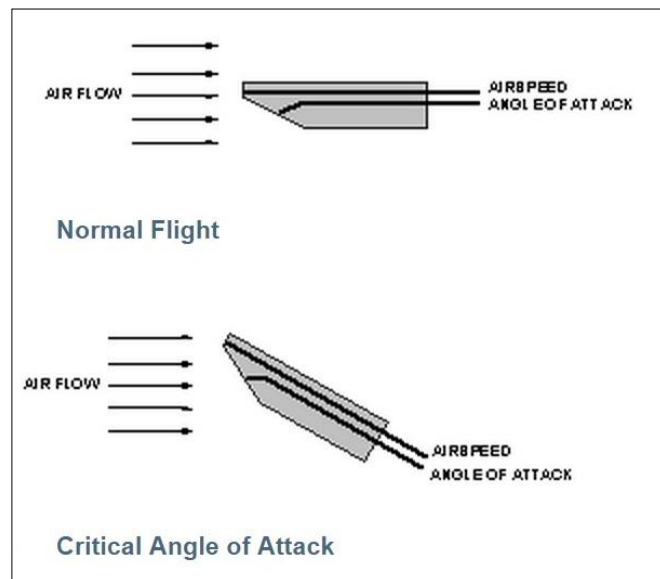 AIRSPEED
AIR FLOW
ANGLE OF ATTACK
Normal Flight
AIR FLOW
AIRSPEED
ANGLE OF ATTACK
Critical Angle of Attack